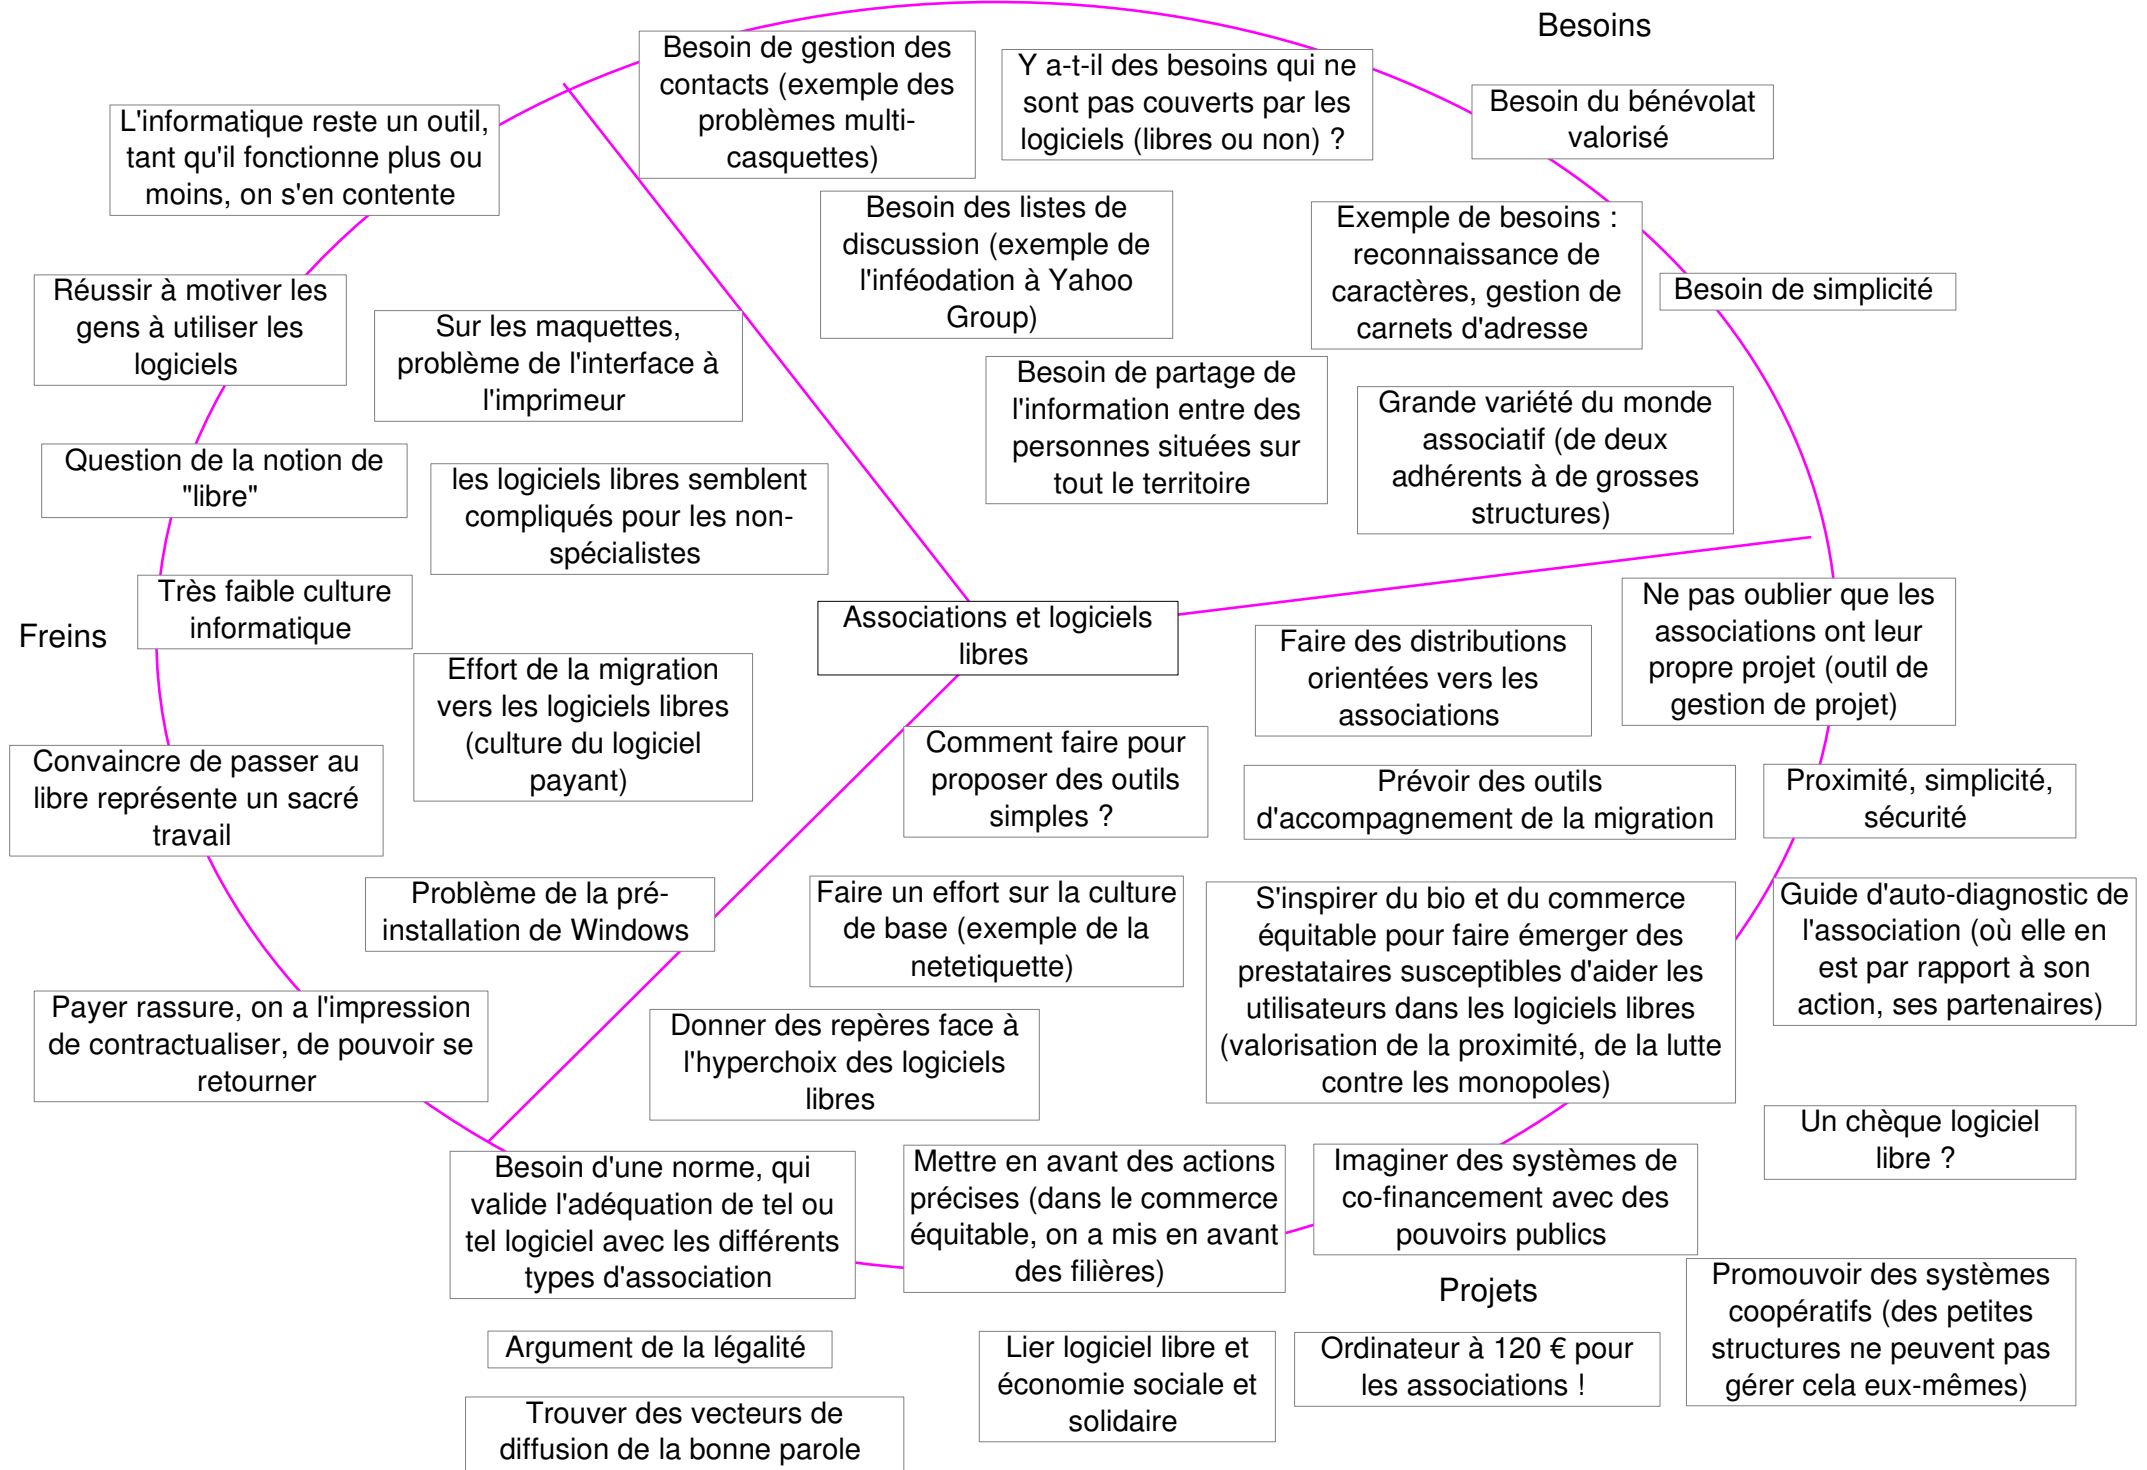 Besoins
Besoin de gestion des
contacts (exemple des
problèmes multi-
casquettes)
Y a-t-il des besoins qui ne
sont pas couverts par les
logiciels (libres ou non) ?
Besoin du bénévolat
valorisé
L'informatique reste un outil,
tant qu'il fonctionne plus ou
moins, on s'en contente
Besoin des listes de
discussion (exemple de
l'inféodation à Yahoo
Group)
Exemple de besoins :
reconnaissance de
caractères, gestion de
carnets d'adresse
Besoin de simplicité
Réussir à motiver les
gens à utiliser les
logiciels
Sur les maquettes,
problème de l'interface à
l'imprimeur
Besoin de partage de
l'information entre des
personnes situées sur
tout le territoire
Grande variété du monde
associatif (de deux
adhérents à de grosses
structures)
Question de la notion de
"libre"
les logiciels libres semblent
compliqués pour les non-
spécialistes
Très faible culture
informatique
Freins
Associations et logiciels
libres
Ne pas oublier que les
associations ont leur
propre projet (outil de
gestion de projet)
Faire des distributions
orientées vers les
associations
Effort de la migration
vers les logiciels libres
(culture du logiciel
payant)
Comment faire pour
proposer des outils
simples ?
Convaincre de passer au
libre représente un sacré
travail
Prévoir des outils
d'accompagnement de la migration
Proximité, simplicité,
sécurité
Problème de la pré-
installation de Windows
Faire un effort sur la culture
de base (exemple de la
netetiquette)
S'inspirer du bio et du commerce
équitable pour faire émerger des
prestataires susceptibles d'aider les
utilisateurs dans les logiciels libres
(valorisation de la proximité, de la lutte
contre les monopoles)
Guide d'auto-diagnostic de
l'association (où elle en
est par rapport à son
action, ses partenaires)
Payer rassure, on a l'impression
de contractualiser, de pouvoir se
retourner
Donner des repères face à
l'hyperchoix des logiciels
libres
Un chèque logiciel
libre ?
Besoin d'une norme, qui
valide l'adéquation de tel ou
tel logiciel avec les différents
types d'association
Mettre en avant des actions
précises (dans le commerce
équitable, on a mis en avant
des filières)
Imaginer des systèmes de
co-financement avec des
pouvoirs publics
Projets
Promouvoir des systèmes
coopératifs (des petites
structures ne peuvent pas
gérer cela eux-mêmes)
Argument de la légalité
Lier logiciel libre et
économie sociale et
solidaire
Ordinateur à 120 € pour
les associations !
Trouver des vecteurs de
diffusion de la bonne parole